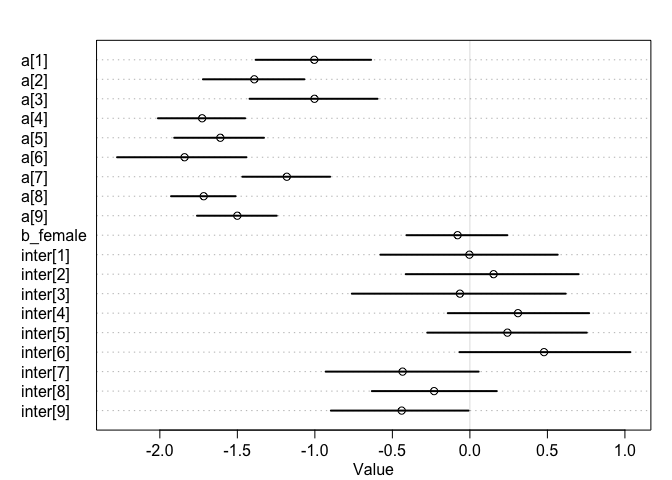 a[1]
a[2]
a[3]
a[4]
a[5]
a[6]
a[7]
a[8]
a[9]
b_female
inter[1]
inter[2]
inter[3]
inter[4]
inter[5]
inter[6]
inter[7]
inter[8]
inter[9]
-2.0 -1.5 -1.0 -0.5 0.0 0.5 1.0
Value